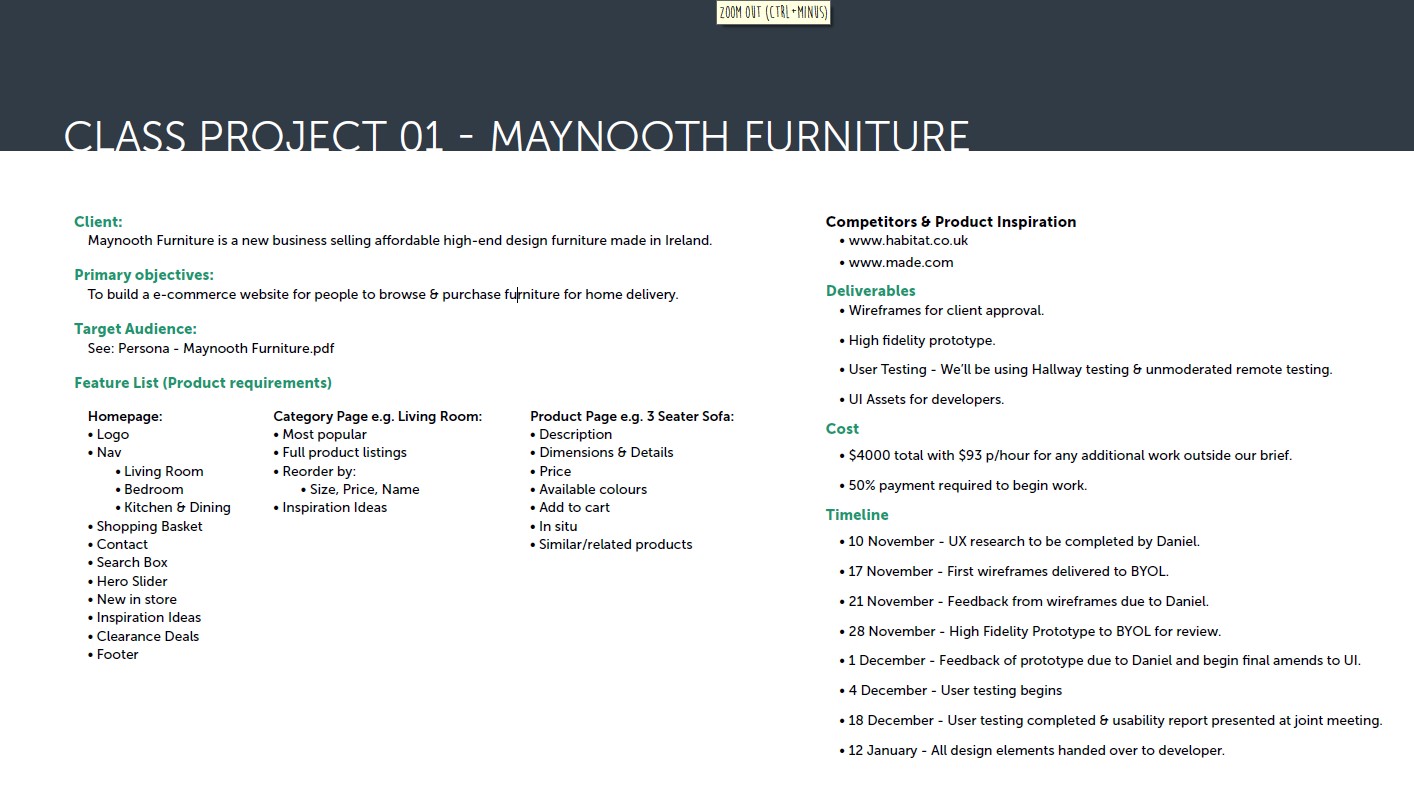 ZOOM OUT (CTRL+MINUS)
CLASS PROJECT 01 - MAYNOOTH FURNITURE
Client:
Maynooth Furniture is a new business selling affordable high-end design furniture made in Ireland.
Primary objectives:
To build a e-commerce website for people to browse & purchase furniture for home delivery.
Target Audience:
See: Persona - Maynooth Furniture.pdf
Feature List (Product requirements)
Homepage:
• Logo
• Nav
• Living Room
• Bedroom
• Kitchen & Dining
• Shopping Basket
• Contact
• Search Box
• Hero Slider
• New in store
• Inspiration Ideas
• Clearance Deals
• Footer
Category Page e.g. Living Room:
• Most popular
• Full product listings
• Reorder by:
• Size, Price, Name
• Inspiration Ideas
Product Page e.g. 3 Seater Sofa:
• Description
• Dimensions & Details
• Price
• Available colours
• Add to cart
• In situ
• Similar/related products
Competitors & Product Inspiration
• www.habitat.co.uk
• www.made.com
Deliverables
• Wireframes for client approval.
• High fidelity prototype.
• User Testing - We'll be using Hallway testing & unmoderated remote testing.
• UI Assets for developers.
Cost
• $4000 total with $93 p/hour for any additional work outside our brief.
• 50% payment required to begin work.
Timeline
• 10 November - UX research to be completed by Daniel.
• 17 November - First wireframes delivered to BYOL.
• 21 November - Feedback from wireframes due to Daniel.
• 28 November - High Fidelity Prototype to BYOL for review.
• 1 December - Feedback of prototype due to Daniel and begin final amends to UI.
• 4 December - User testing begins
• 18 December - User testing completed & usability report presented at joint meeting.
• 12 January - All design elements handed over to developer.